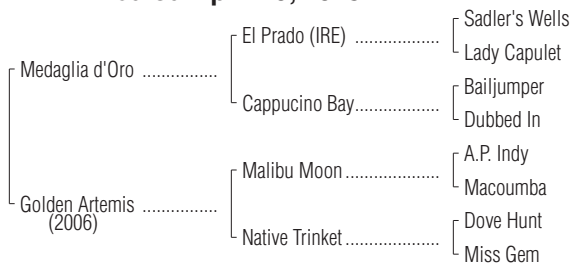 El Prado (IRE) ...................
Sadler's Wells
Lady Capulet
Medaglia d'Oro ................
Cappucino Bay...................
Bailjumper
Dubbed In
Malibu Moon .....................
A.P. Indy
Macoumba
Golden Artemis ................
(2006)
Native Trinket.....................
Dove Hunt
Miss Gem